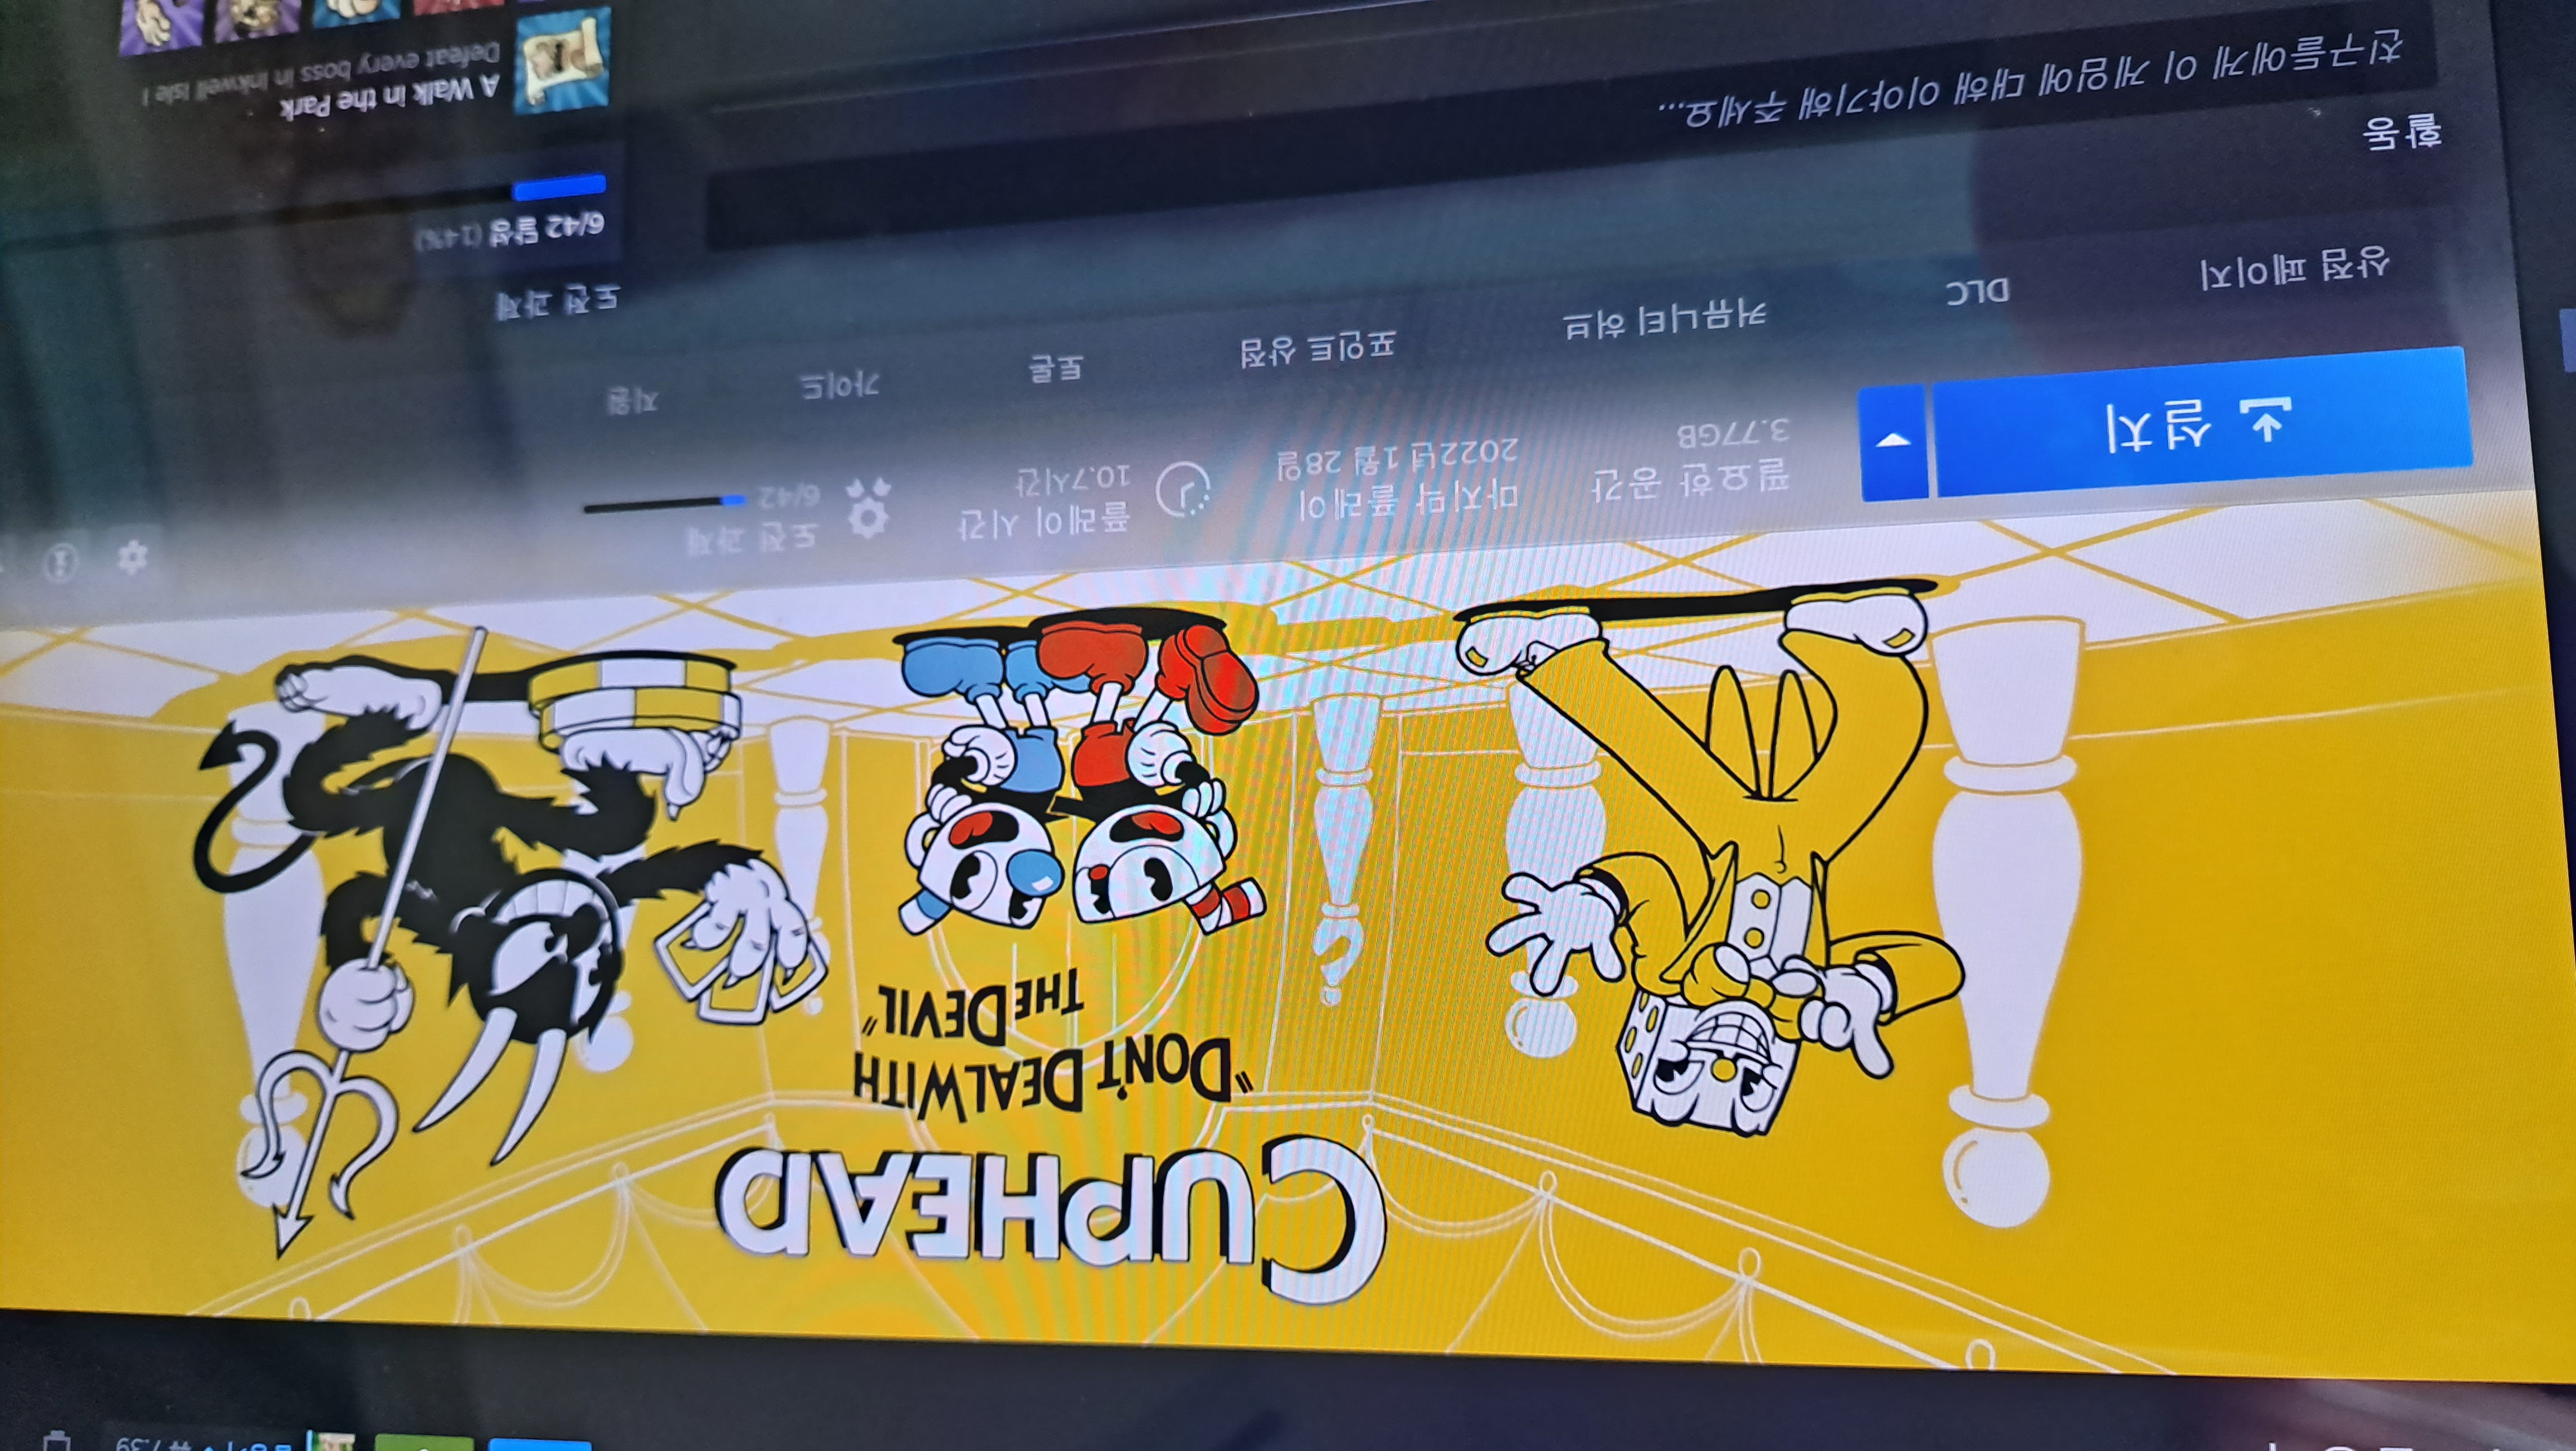 ₩ 7.39
CUPHEAD
"DON'T DEAL WITH
THE DEVIL"
설치
필요한 공간
3.77GB
마지막 플레이
2022년 1월 28일
플레이 시간
10.7시간
도전 과제
6/42
상점 페이지
DLC
커뮤니티 허브
포인트 상점
토론
가이드
지원
활동
친구들에게 이 게임에 대해 이야기해 주세요...
도전 과제
6/42 달성 (14%)
A Walk in the Park
Defeat every boss in Inkwell Isle I